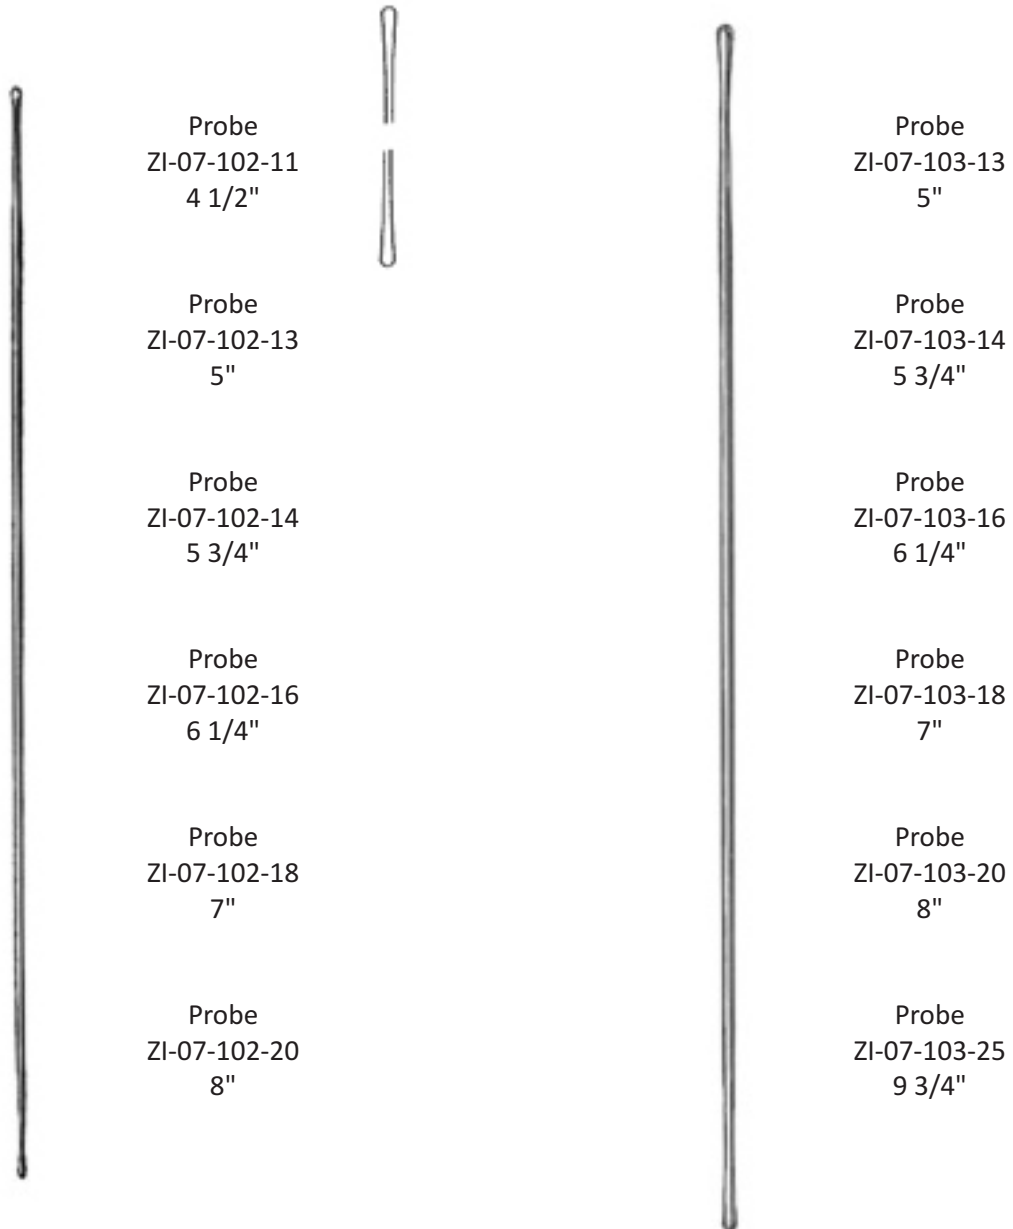 Probe
ZI-07-102-11
4 1/2"
Probe
ZI-07-102-13
5"
Probe
ZI-07-102-14
5 3/4"
Probe
ZI-07-102-16
6 1/4"
Probe
ZI-07-102-18
7"
Probe
ZI-07-102-20
8"
Probe
ZI-07-103-13
5"
Probe
ZI-07-103-14
5 3/4"
Probe
ZI-07-103-16
6 1/4"
Probe
ZI-07-103-18
7"
Probe
ZI-07-103-20
8"
Probe
ZI-07-103-25
9 3/4"